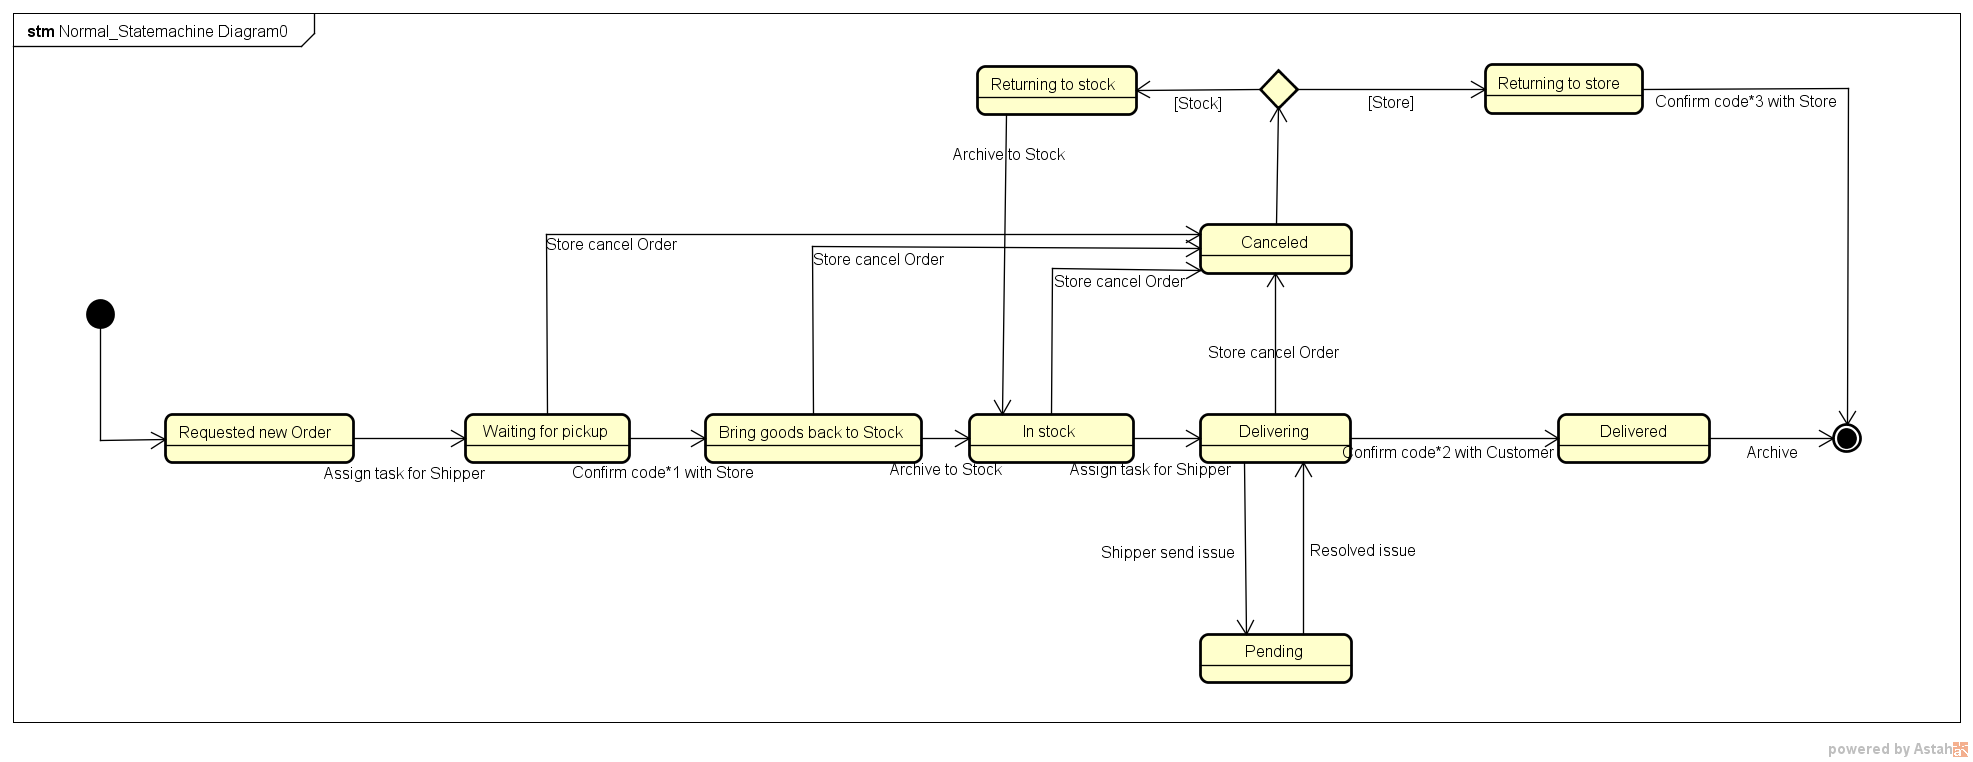 stm Normal_Statemachine Diagram0
Returning to stock
[Stock]
[Store]
Returning to store
Confirm code*3 with Store
Archive to Stock
Canceled
Store cancel Order
Store cancel Order
Store cancel Order
Store cancel Order
Requested new Order
Assign task for Shipper
Waiting for pickup
Confirm code*1 with Store
Bring goods back to Stock
Archive to Stock
In stock
Assign task for Shipper
Delivering
Confirm code*2 with Customer
Delivered
Archive
Shipper send issue
Resolved issue
Pending
powered by Astah